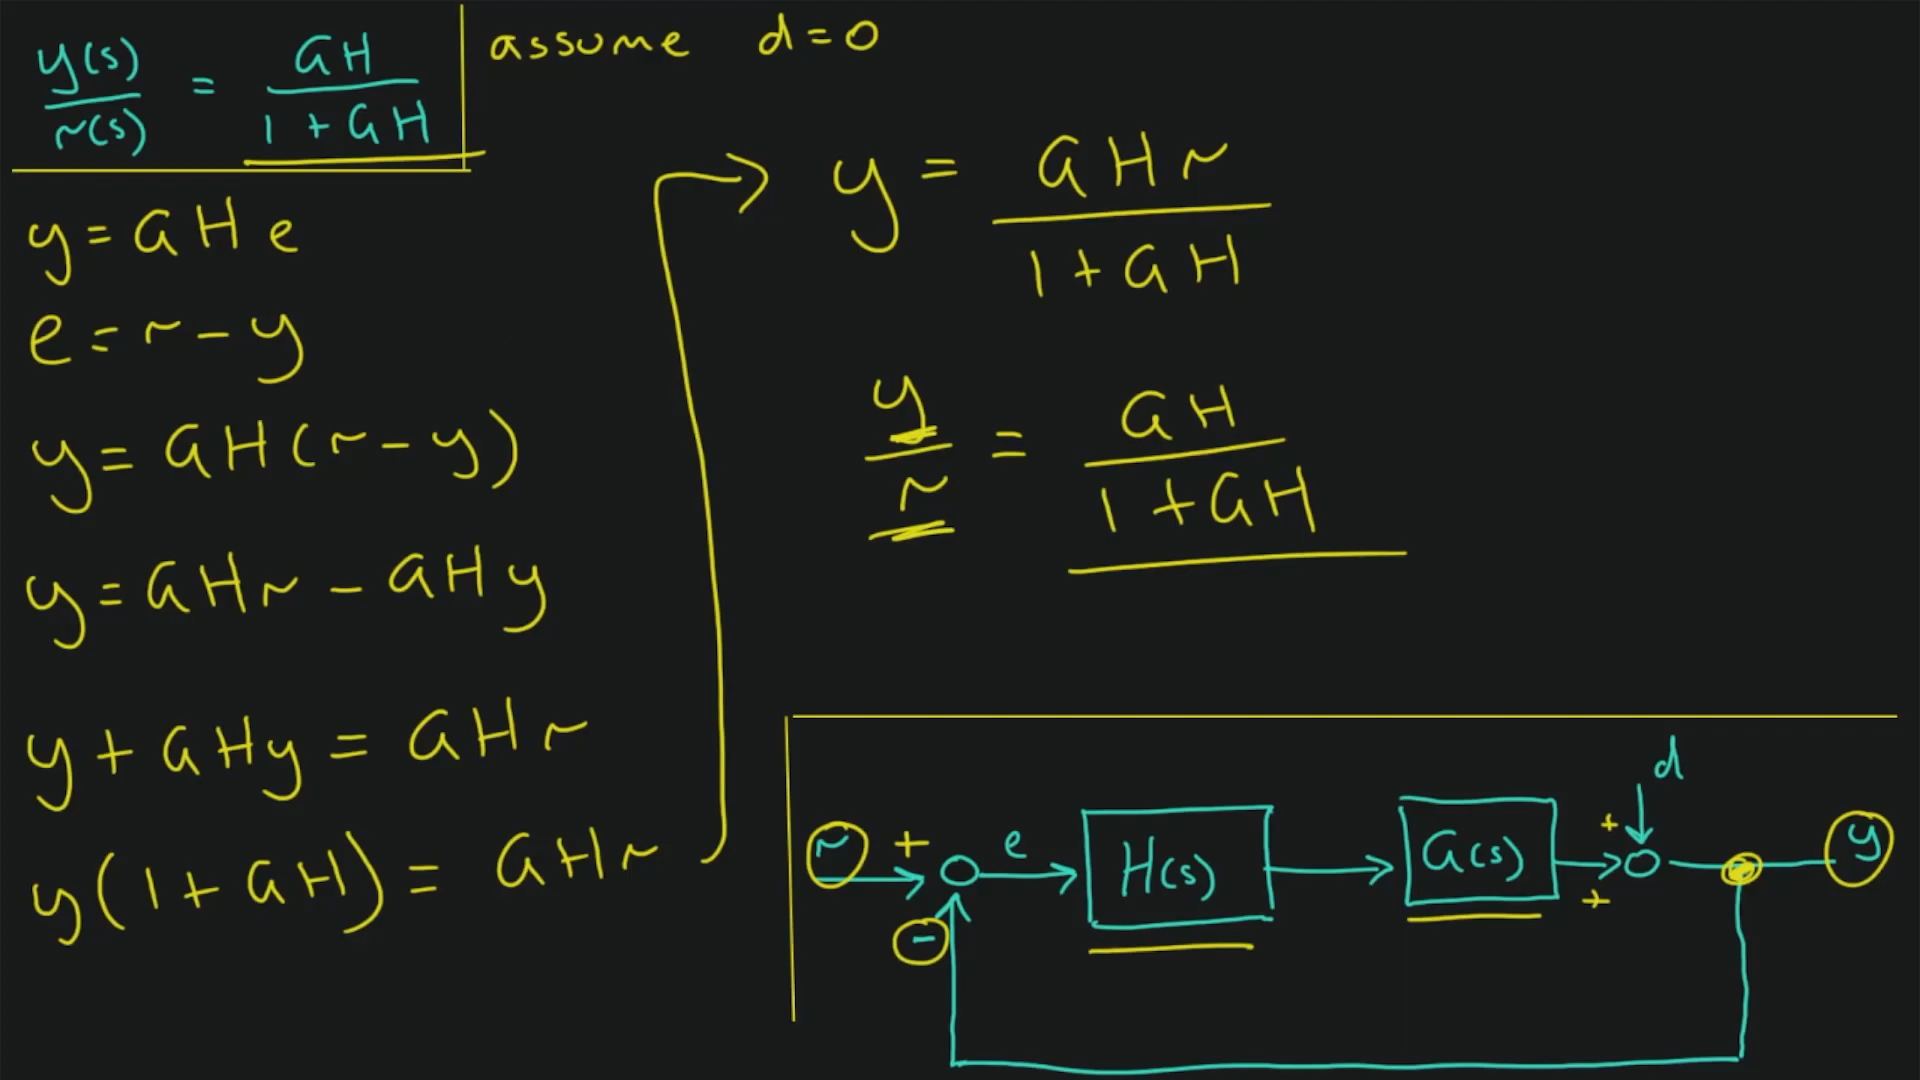 y(s)/r(s) = GH/(1 + GH)
assume d = 0
y = GHe
e = r - y
y = GH(r - y)
y = GHr - GHy
y + GHy = GHr
y(1 + GH) = GHr
y = GHr/(1 + GH)
y/r = GH/(1 + GH)
d
r + e H(s) G(s) + y
- +